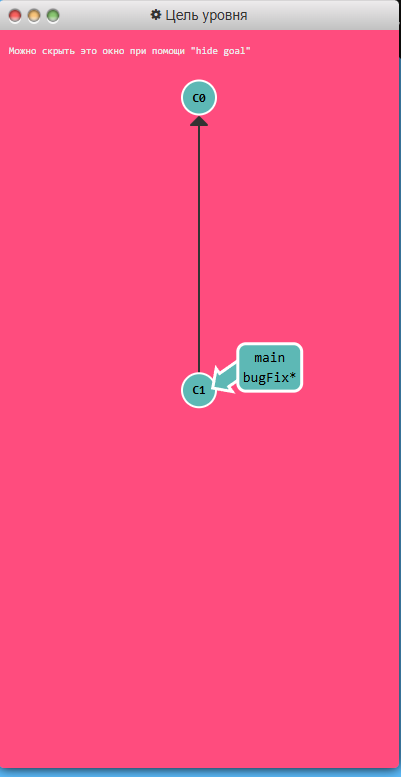 Цель уровня
Можно скрыть это окно при помощи "hide goal"
C0
main
bugFix*
C1